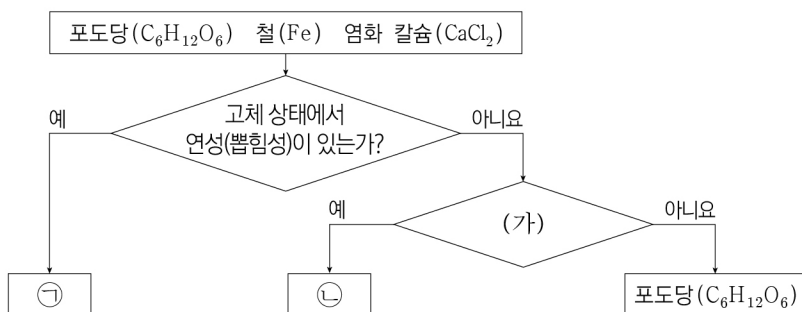 포도당(C₆H₁₂O₆) 철(Fe) 염화 칼슘(CaCl₂)
고체 상태에서
연성(뽑힘성)이 있는가?
예
아니요
(가)
예
아니요
㉠
㉡
포도당(C₆H₁₂O₆)